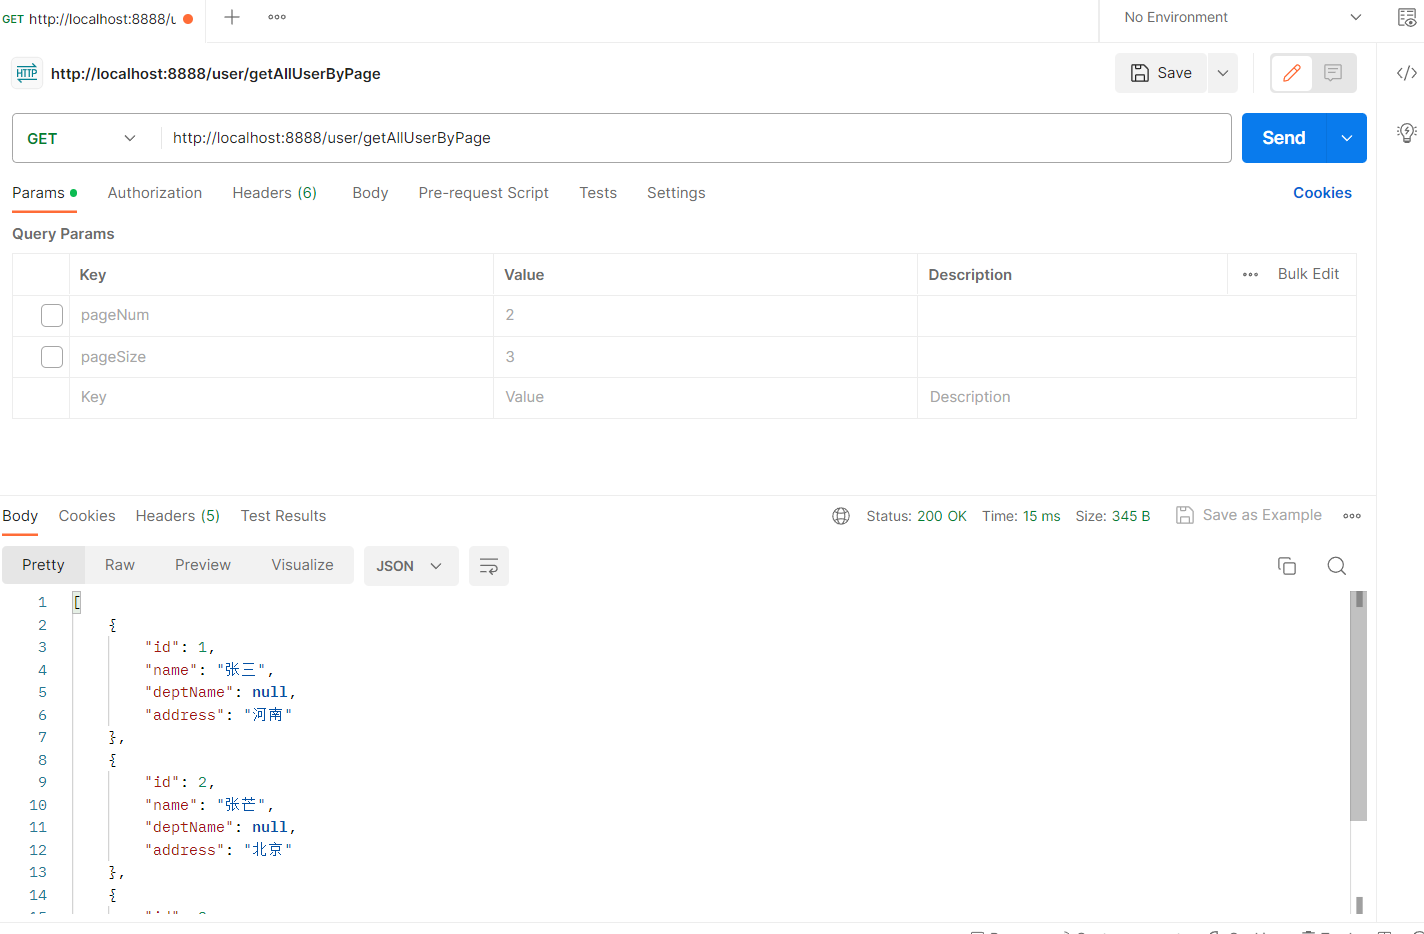 GET http://localhost:8888/u
No Environment
HTTP http://localhost:8888/user/getAllUserByPage
Save
GET http://localhost:8888/user/getAllUserByPage
Send
Params Authorization Headers (6) Body Pre-request Script Tests Settings Cookies
Query Params
Key Value Description Bulk Edit
pageNum 2
pageSize 3
Key Value Description
Body Cookies Headers (5) Test Results Status: 200 OK Time: 15 ms Size: 345 B Save as Example
Pretty Raw Preview Visualize JSON
1 [
2 {
3 "id": 1,
4 "name": "张三",
5 "deptName": null,
6 "address": "河南"
7 },
8 {
9 "id": 2,
10 "name": "张芒",
11 "deptName": null,
12 "address": "北京"
13 },
14 {